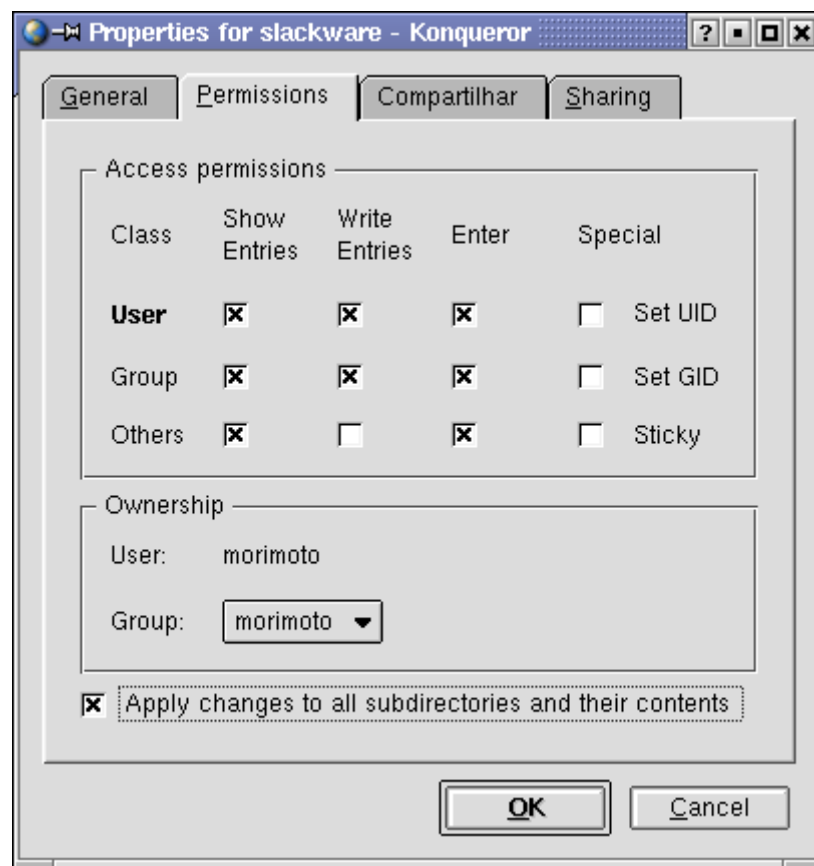 Properties for slackware - Konqueror
General Permissions Compartilhar Sharing
Access permissions
Class Show Entries Write Entries Enter Special
User Set UID
Group Set GID
Others Sticky
Ownership
User: morimoto
Group: morimoto
Apply changes to all subdirectories and their contents
OK Cancel